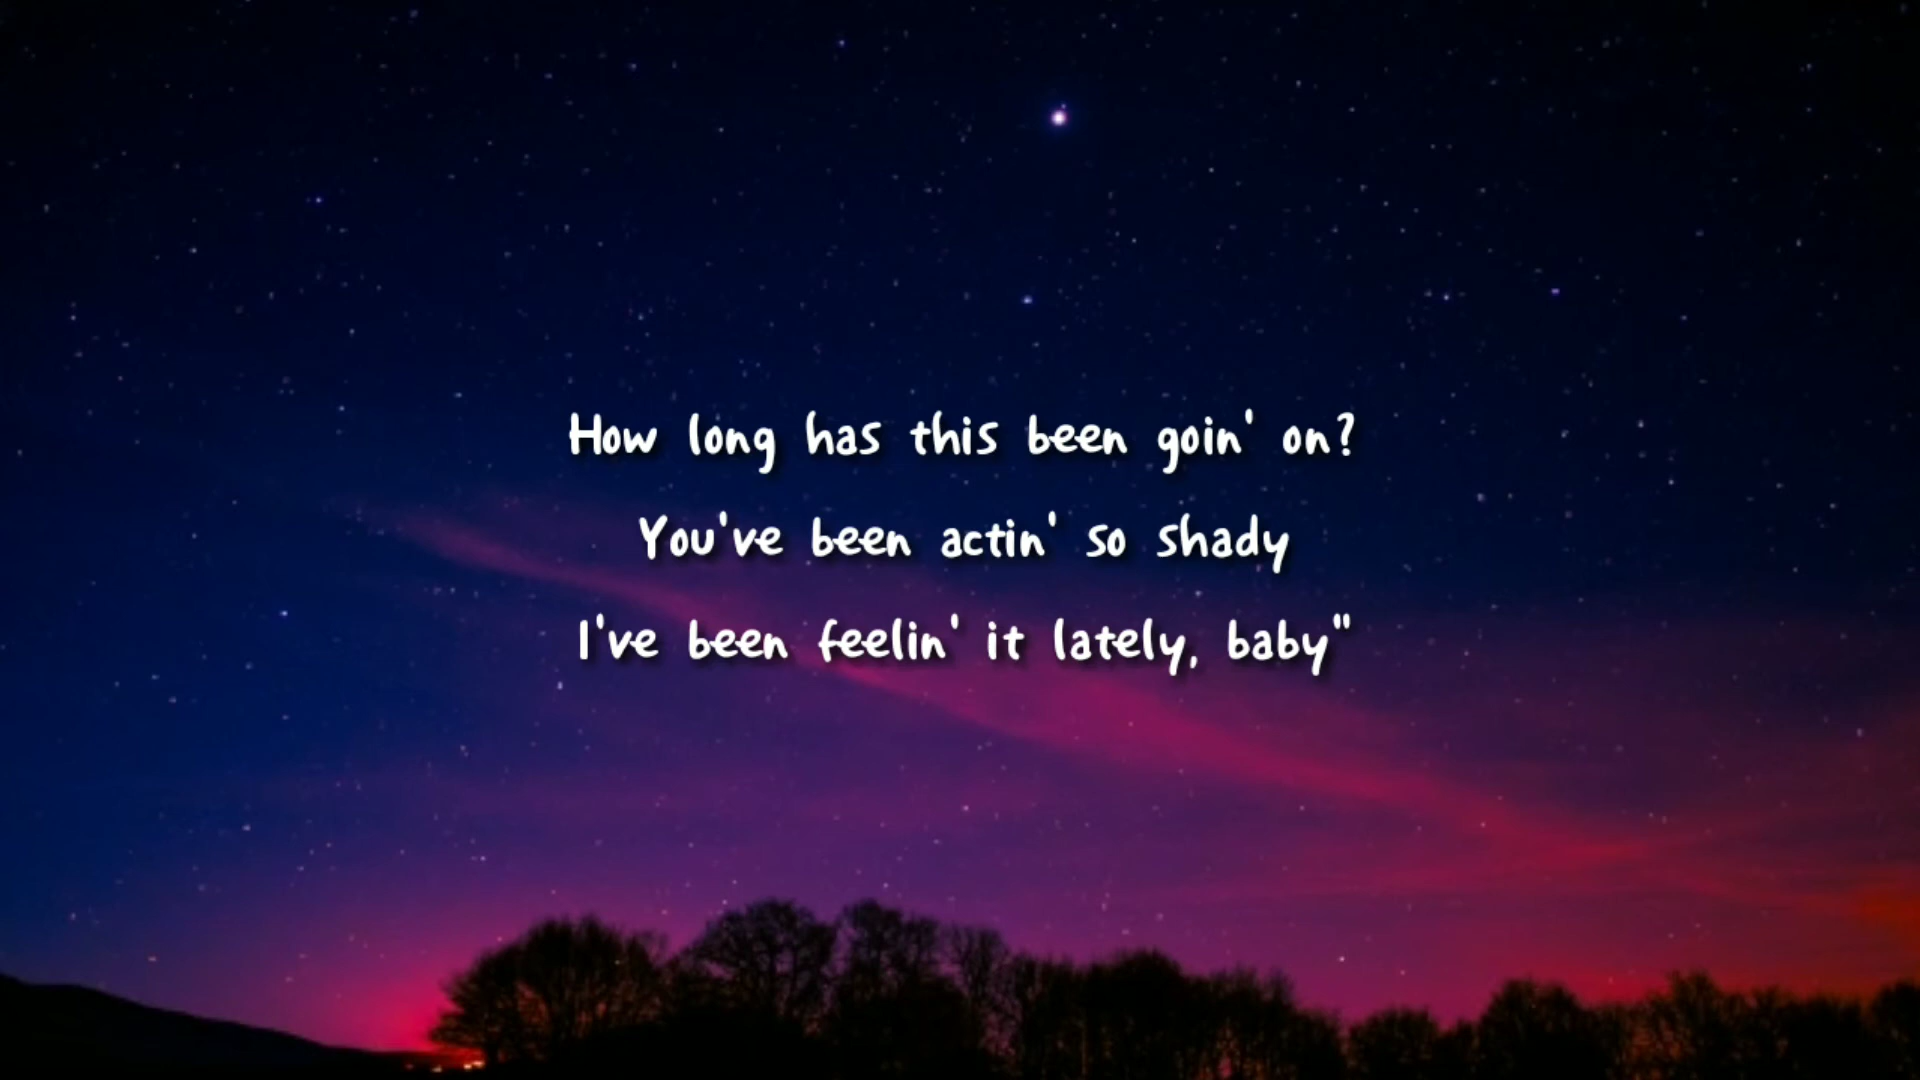 How long has this been goin' on?
You've been actin' so shady
I've been feelin' it lately, baby"